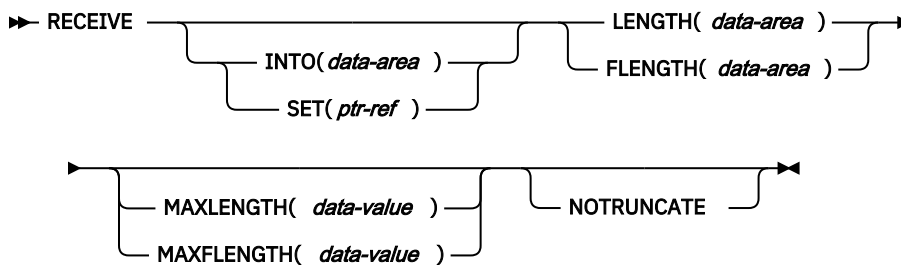 RECEIVE
INTO( data-area )
SET( ptr-ref )
LENGTH( data-area )
FLENGTH( data-area )
MAXLENGTH( data-value )
MAXFLENGTH( data-value )
NOTRUNCATE